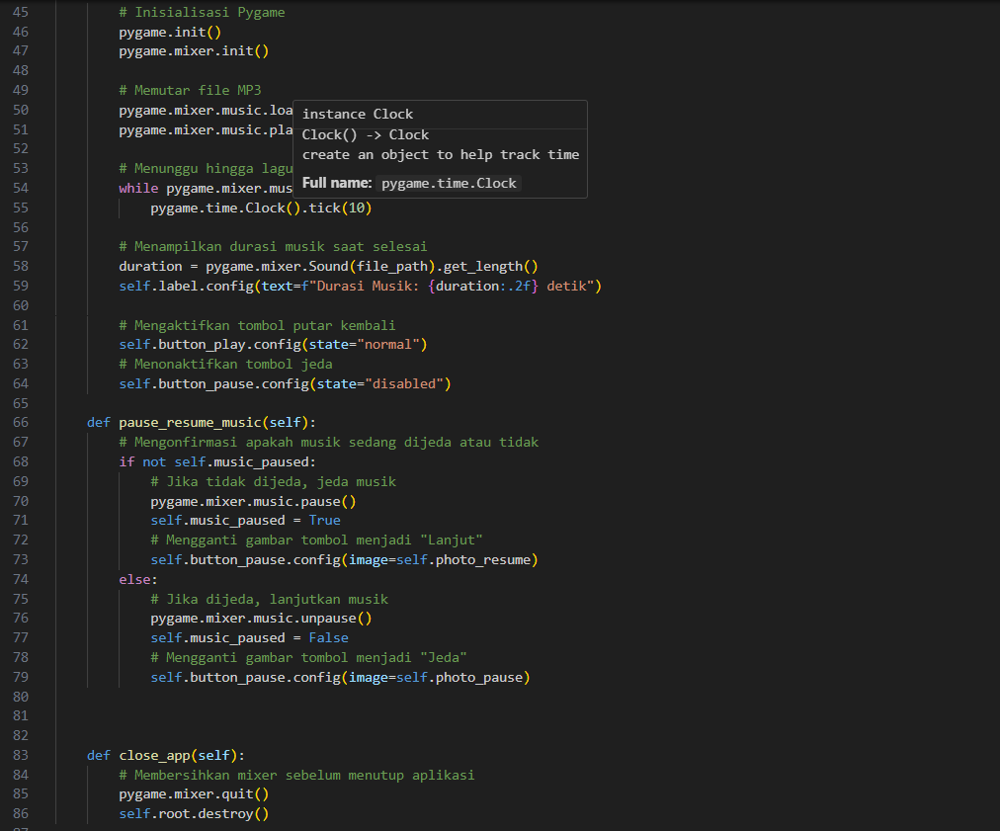 45 # Inisialisasi Pygame
46 pygame.init()
47 pygame.mixer.init()
48
49 # Memutar file MP3
50 pygame.mixer.music.loa
51 pygame.mixer.music.pla
52
53 # Menunggu hingga lagu
54 while pygame.mixer.mus
instance Clock
Clock() -> Clock
create an object to help track time
Full name: pygame.time.Clock
55 pygame.time.Clock().tick(10)
56
57 # Menampilkan durasi musik saat selesai
58 duration = pygame.mixer.Sound(file_path).get_length()
59 self.label.config(text=f"Durasi Musik: {duration:.2f} detik")
60
61 # Mengaktifkan tombol putar kembali
62 self.button_play.config(state="normal")
63 # Menonaktifkan tombol jeda
64 self.button_pause.config(state="disabled")
65
66 def pause_resume_music(self):
67 # Mengonfirmasi apakah musik sedang dijeda atau tidak
68 if not self.music_paused:
69 # Jika tidak dijeda, jeda musik
70 pygame.mixer.music.pause()
71 self.music_paused = True
72 # Mengganti gambar tombol menjadi "Lanjut"
73 self.button_pause.config(image=self.photo_resume)
74 else:
75 # Jika dijeda, lanjutkan musik
76 pygame.mixer.music.unpause()
77 self.music_paused = False
78 # Mengganti gambar tombol menjadi "Jeda"
79 self.button_pause.config(image=self.photo_pause)
80
81
82
83 def close_app(self):
84 # Membersihkan mixer sebelum menutup aplikasi
85 pygame.mixer.quit()
86 self.root.destroy()